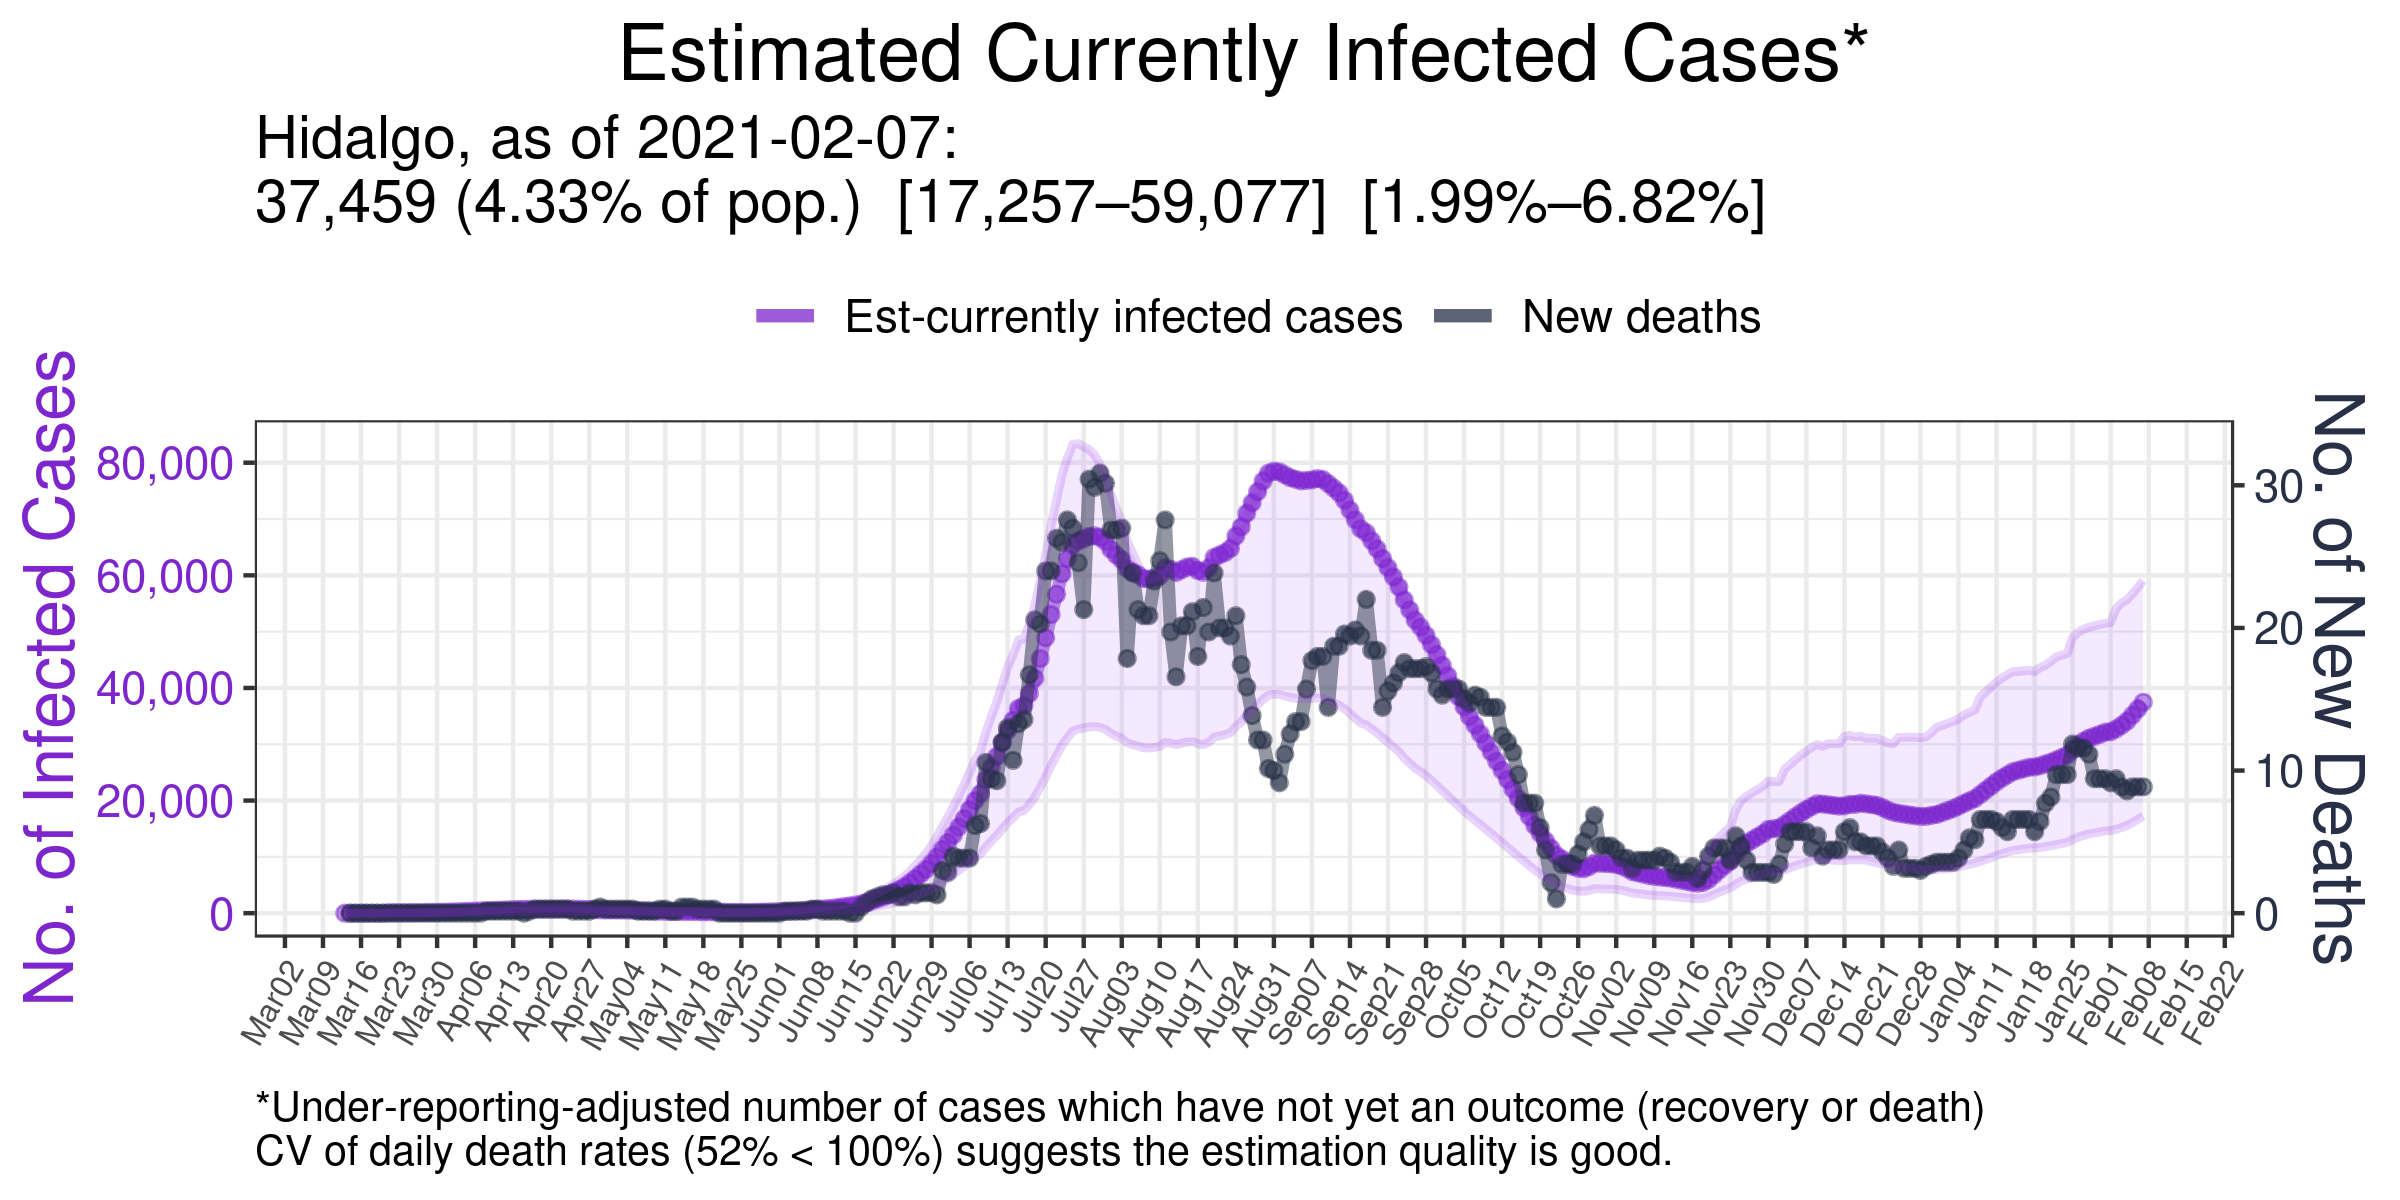 Estimated Currently Infected Cases*
Hidalgo, as of 2021-02-07:
37,459 (4.33% of pop.)  [17,257–59,077]  [1.99%–6.82%]
Est-currently infected cases
New deaths
No. of Infected Cases
80,000
60,000
40,000
20,000
0
No. of New Deaths
30
20
10
0
Mar02
Mar09
Mar16
Mar23
Mar30
Apr06
Apr13
Apr20
Apr27
May04
May11
May18
May25
Jun01
Jun08
Jun15
Jun22
Jun29
Jul06
Jul13
Jul20
Jul27
Aug03
Aug10
Aug17
Aug24
Aug31
Sep07
Sep14
Sep21
Sep28
Oct05
Oct12
Oct19
Oct26
Nov02
Nov09
Nov16
Nov23
Nov30
Dec07
Dec14
Dec21
Dec28
Jan04
Jan11
Jan18
Jan25
Feb01
Feb08
Feb15
Feb22
*Under-reporting-adjusted number of cases which have not yet an outcome (recovery or death)
CV of daily death rates (52% < 100%) suggests the estimation quality is good.